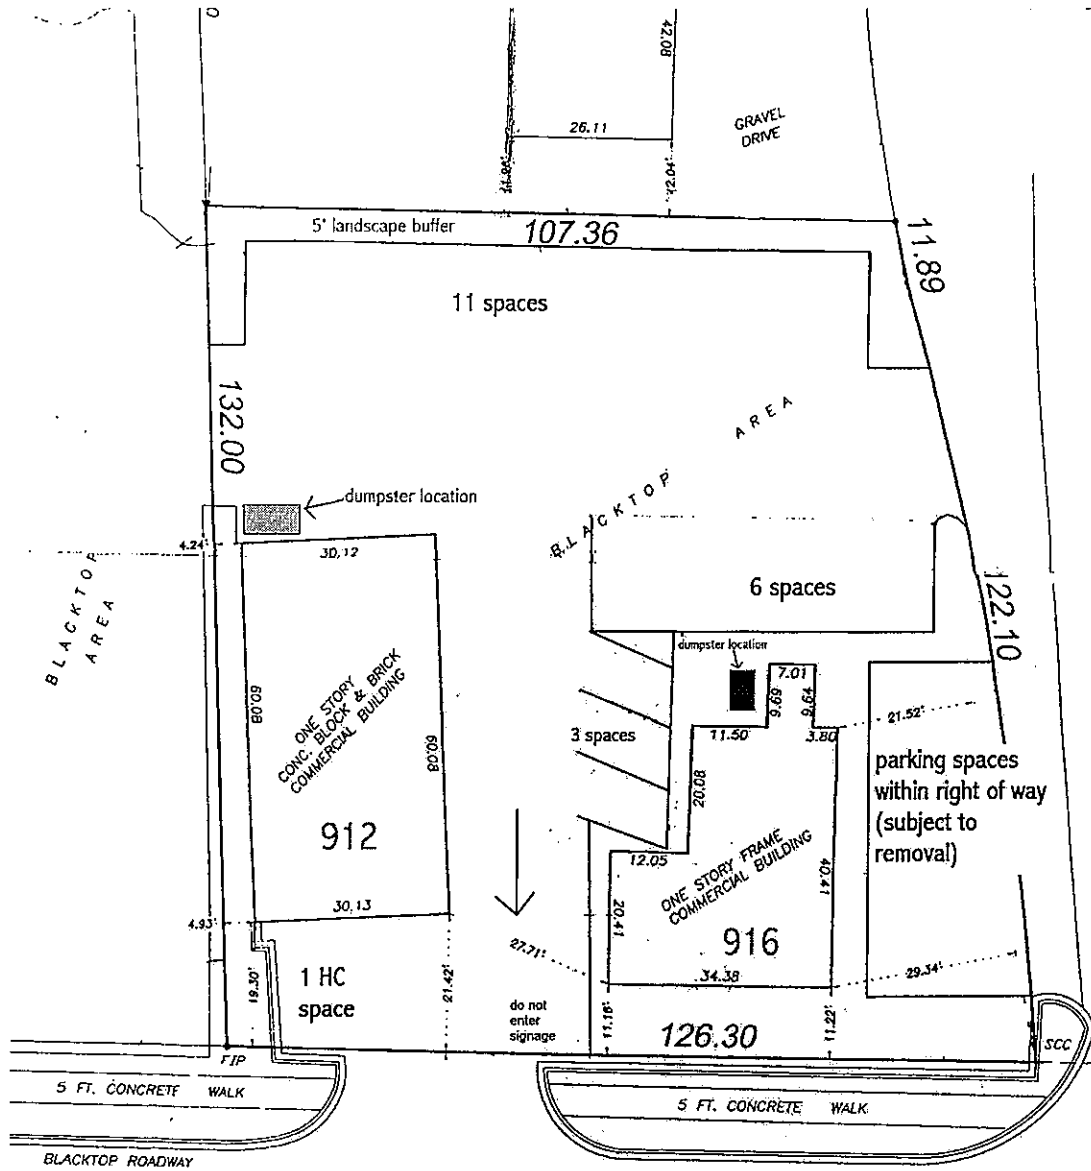 42.08
26.11
GRAVEL
DRIVE
12.04'
5' landscape buffer
107.36
11.89
11 spaces
132.00
BLACKTOP AREA
dumpster location
4.24'
30.12
BLACKTOP
AREA
6 spaces
122.10
dumpster location
7.01
9.69
9.64
21.52'
60.08
ONE STORY
CONC. BLOCK & BRICK
COMMERCIAL BUILDING
60.08
3 spaces
11.50
3.80
parking spaces
within right of way
(subject to
removal)
20.08
912
12.05
ONE STORY FRAME
COMMERCIAL BUILDING
40.41
30.13
4.93'
20.41
916
27.71'
29.34'
34.38
19.30'
1 HC
space
21.42'
do not
enter
signage
11.16'
126.30
11.22'
FIP
SCC
5 FT. CONCRETE WALK
5 FT. CONCRETE WALK
BLACKTOP ROADWAY